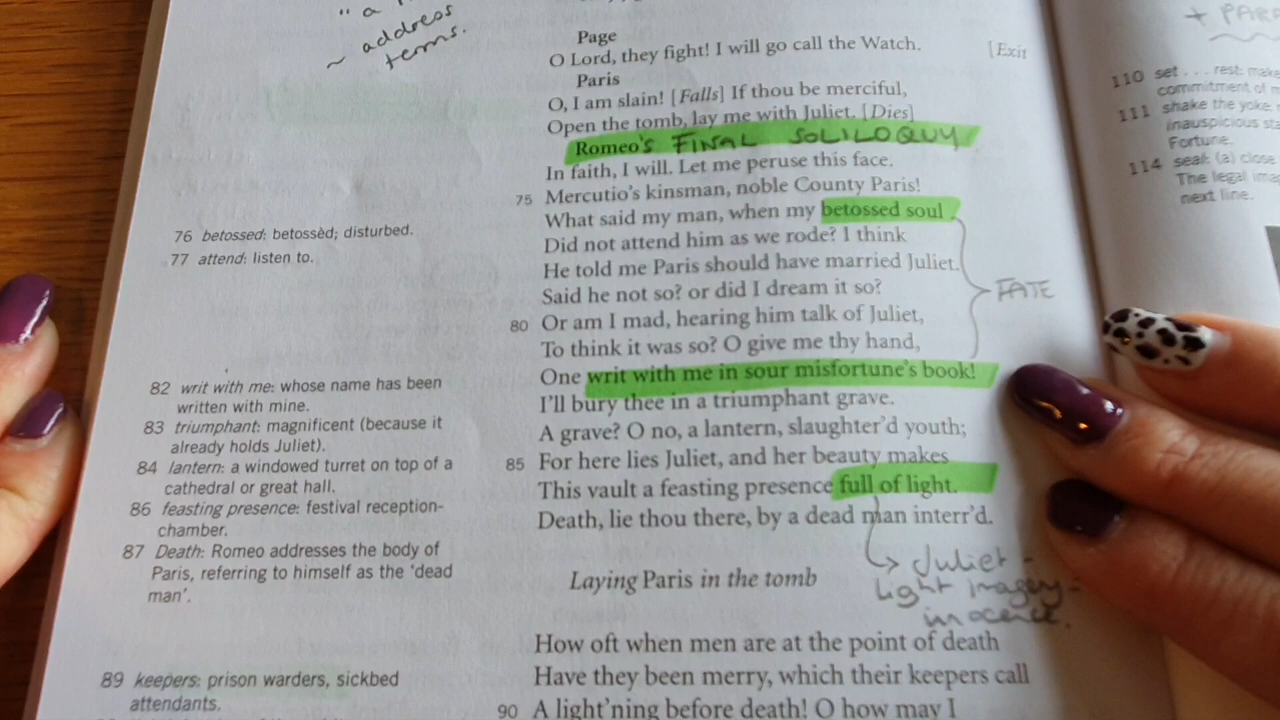 " a
~ address
terms.
Page
O Lord, they fight! I will go call the Watch.
[Exit
Paris
O, I am slain! [Falls] If thou be merciful,
Open the tomb, lay me with Juliet. [Dies]
Romeo's FINAL SOLILOQUY
In faith, I will. Let me peruse this face.
75 Mercutio's kinsman, noble County Paris!
What said my man, when my betossed soul
Did not attend him as we rode? I think
He told me Paris should have married Juliet.
Said he not so? or did I dream it so?
80 Or am I mad, hearing him talk of Juliet,
To think it was so? O give me thy hand,
One writ with me in sour misfortune's book!
I'll bury thee in a triumphant grave.
A grave? O no, a lantern, slaughter'd youth;
85 For here lies Juliet, and her beauty makes
This vault a feasting presence full of light.
Death, lie thou there, by a dead man interr'd.
Laying Paris in the tomb
How oft when men are at the point of death
Have they been merry, which their keepers call
90 A light'ning before death! O how may I
FATE
Juliet -
light imagery -
inocence.
76 betossed: betossèd; disturbed.
77 attend: listen to.
82 writ with me: whose name has been
written with mine.
83 triumphant: magnificent (because it
already holds Juliet).
84 lantern: a windowed turret on top of a
cathedral or great hall.
86 feasting presence: festival reception-
chamber.
87 Death: Romeo addresses the body of
Paris, referring to himself as the 'dead
man'.
89 keepers: prison warders, sickbed
attendants.
+
110 set . . . rest: make
commitment of
111 shake the yoke
inauspicious
Fortune.
114 seal: (a) close
The legal
next line.